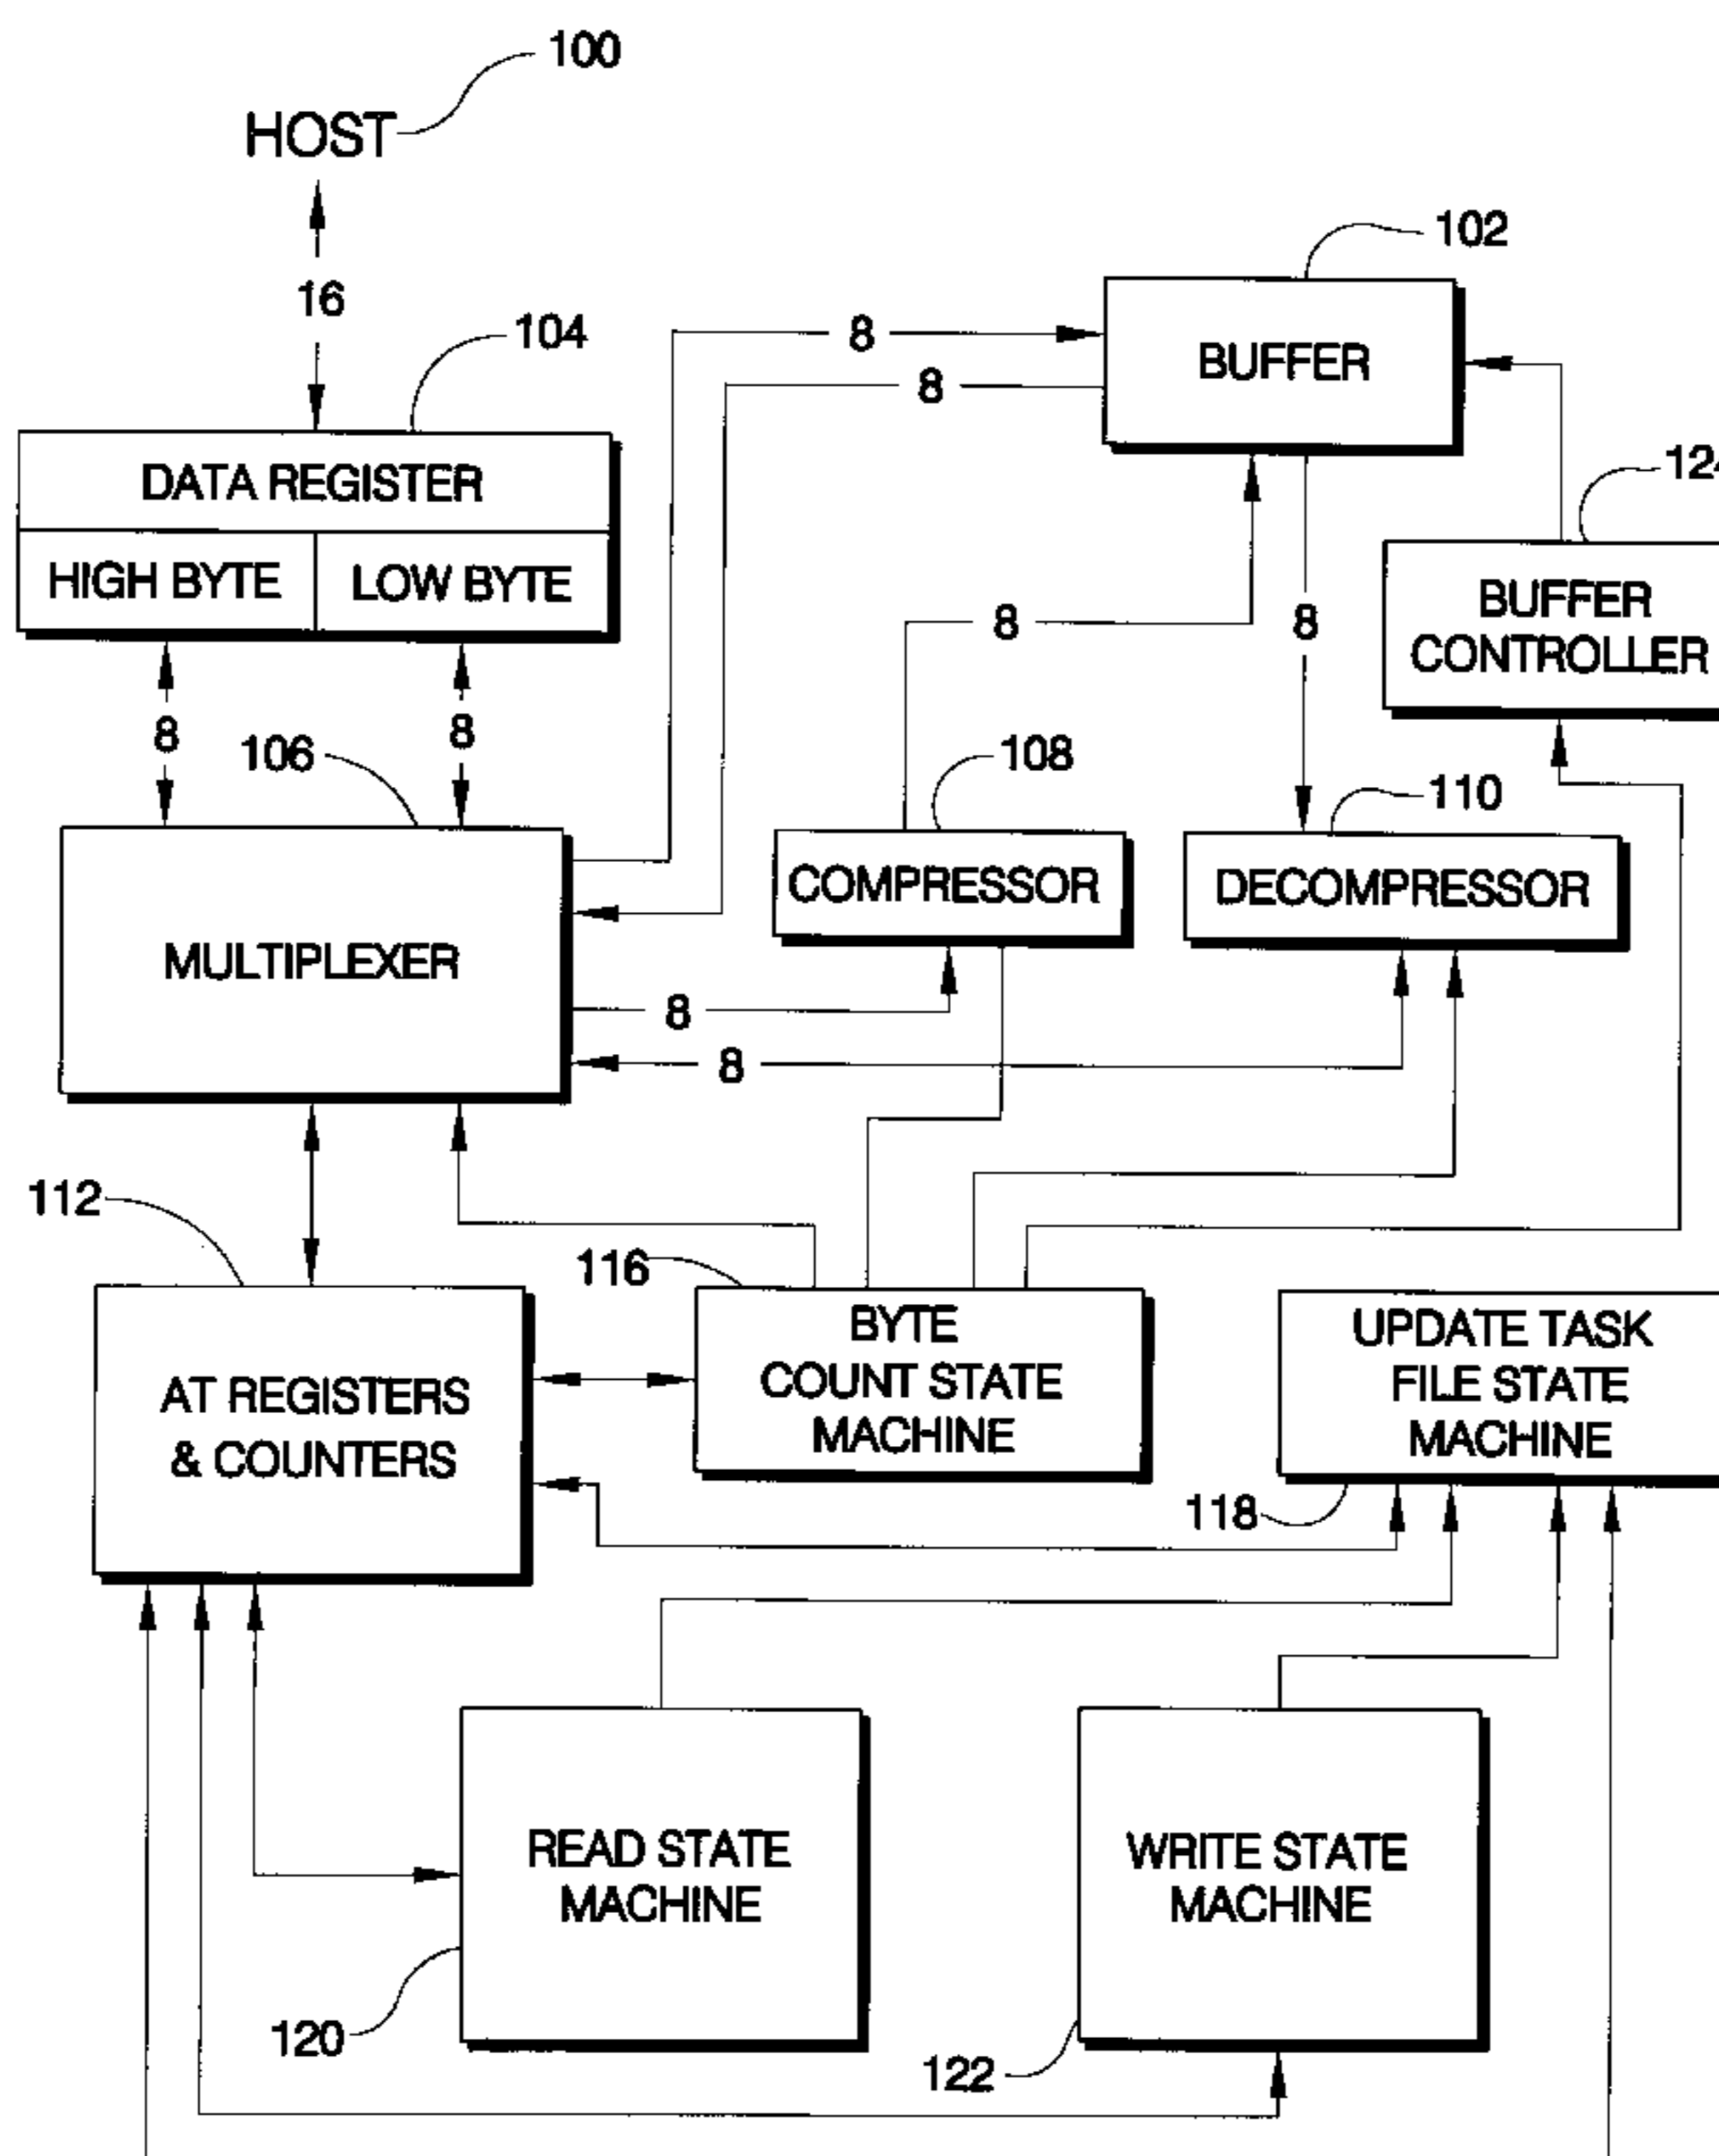 100
HOST
102
16
8
104
BUFFER
8
DATA REGISTER
HIGH BYTE
LOW BYTE
BUFFER
CONTROLLER
8
8
8
8
106
108
110
COMPRESSOR
DECOMPRESSOR
MULTIPLEXER
8
8
112
116
BYTE
COUNT STATE
MACHINE
UPDATE TASK
FILE STATE
MACHINE
AT REGISTERS
& COUNTERS
118
READ STATE
MACHINE
WRITE STATE
MACHINE
120
122